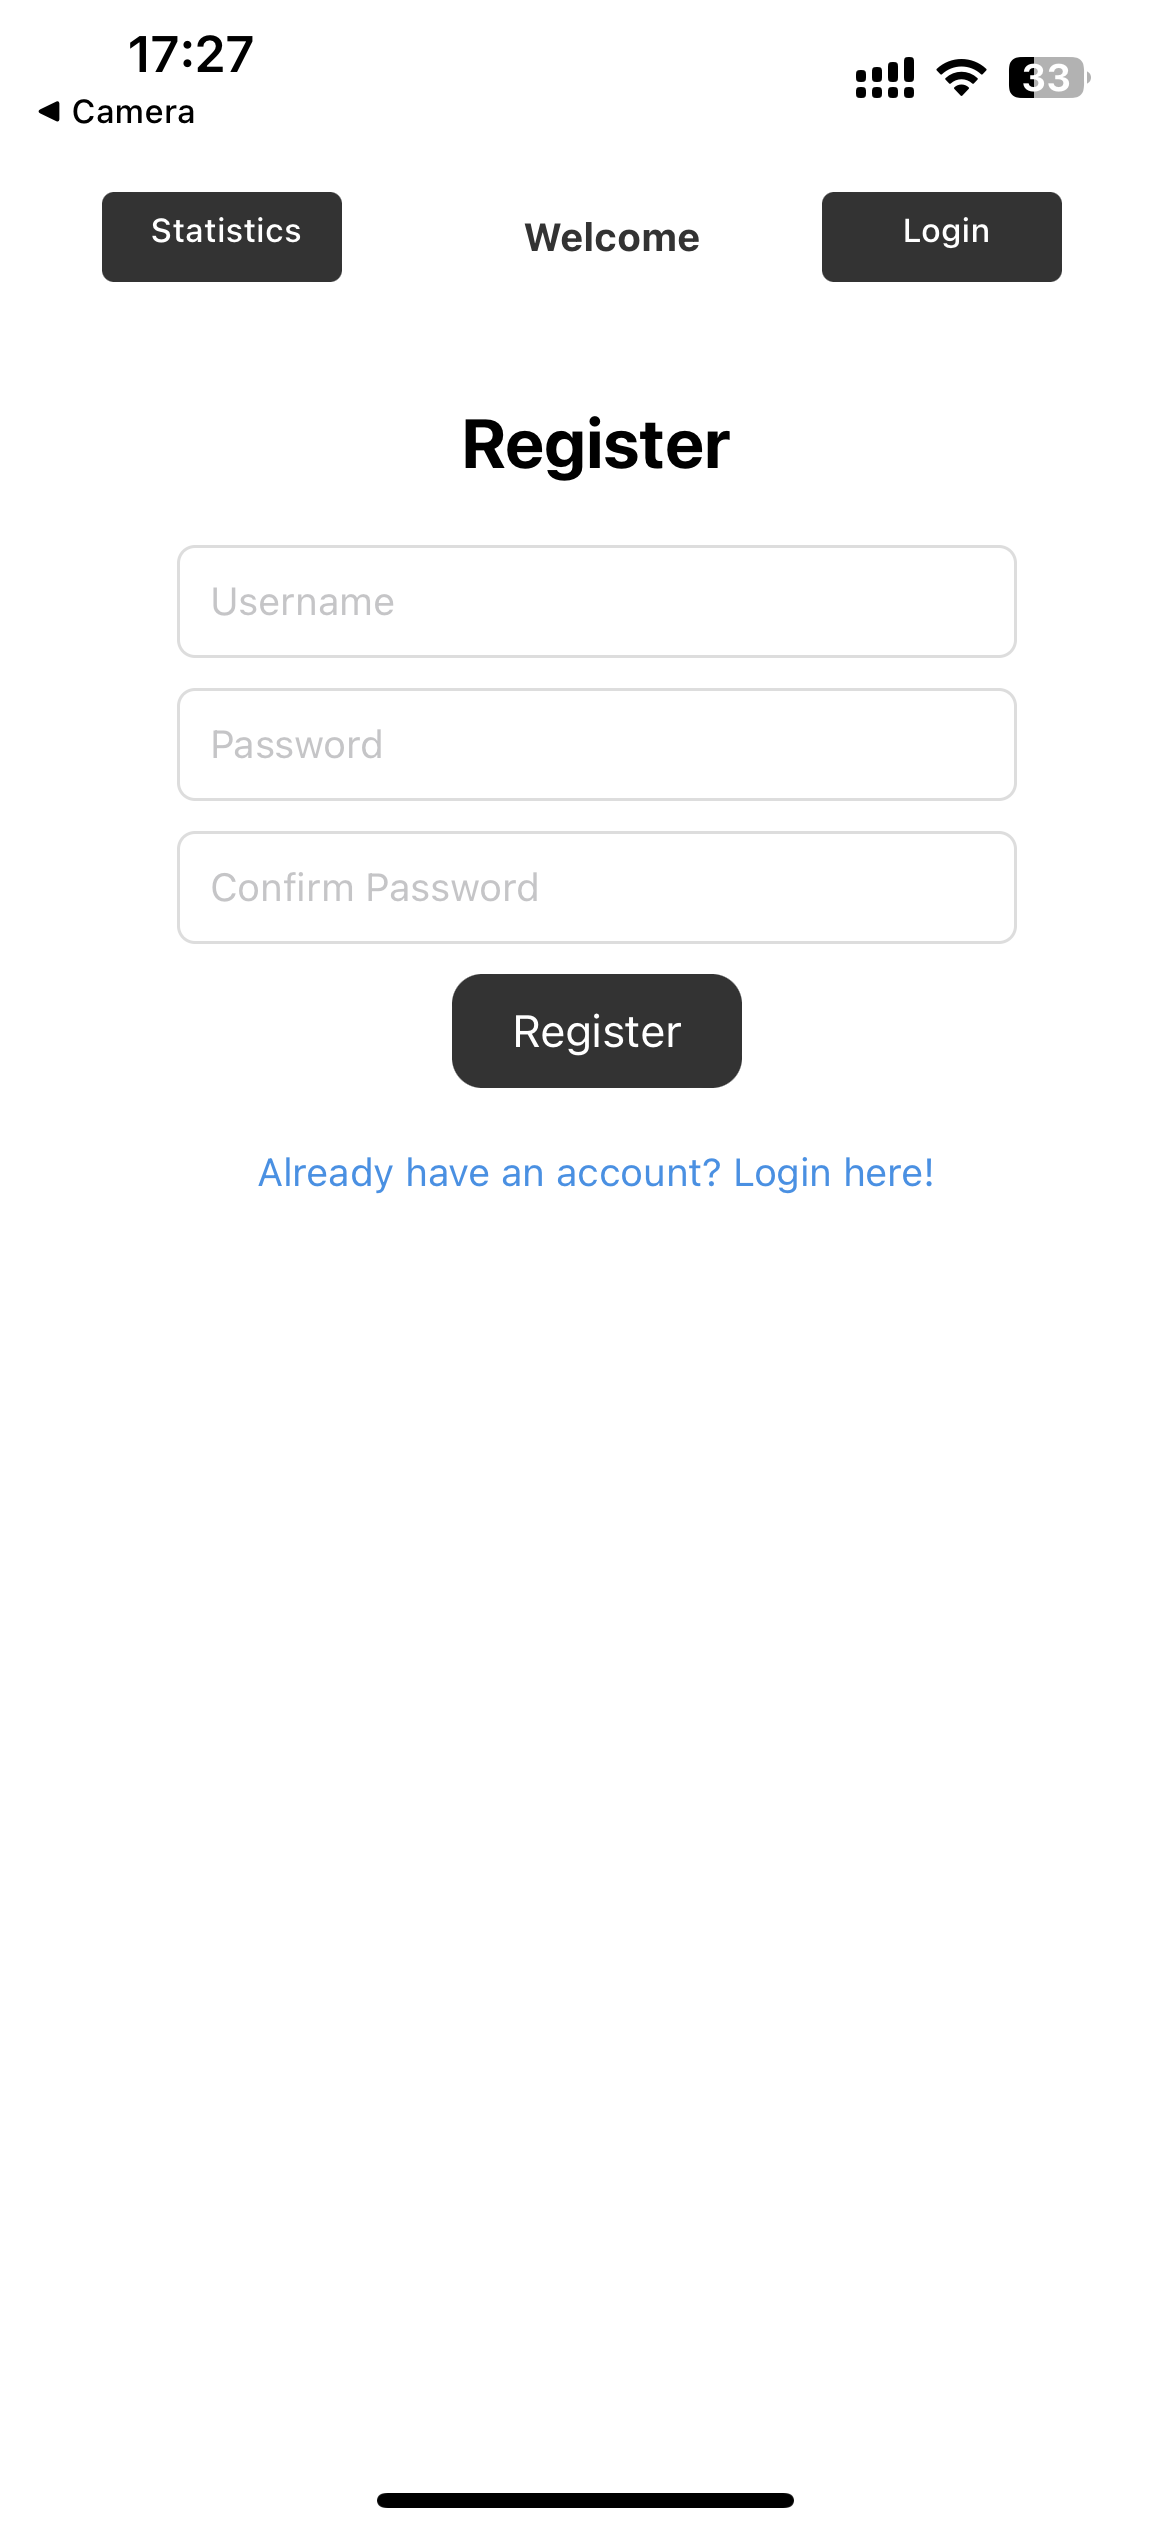 17:27
◀ Camera
33
Statistics
Welcome
Login
Register
Username
Password
Confirm Password
Register
Already have an account? Login here!